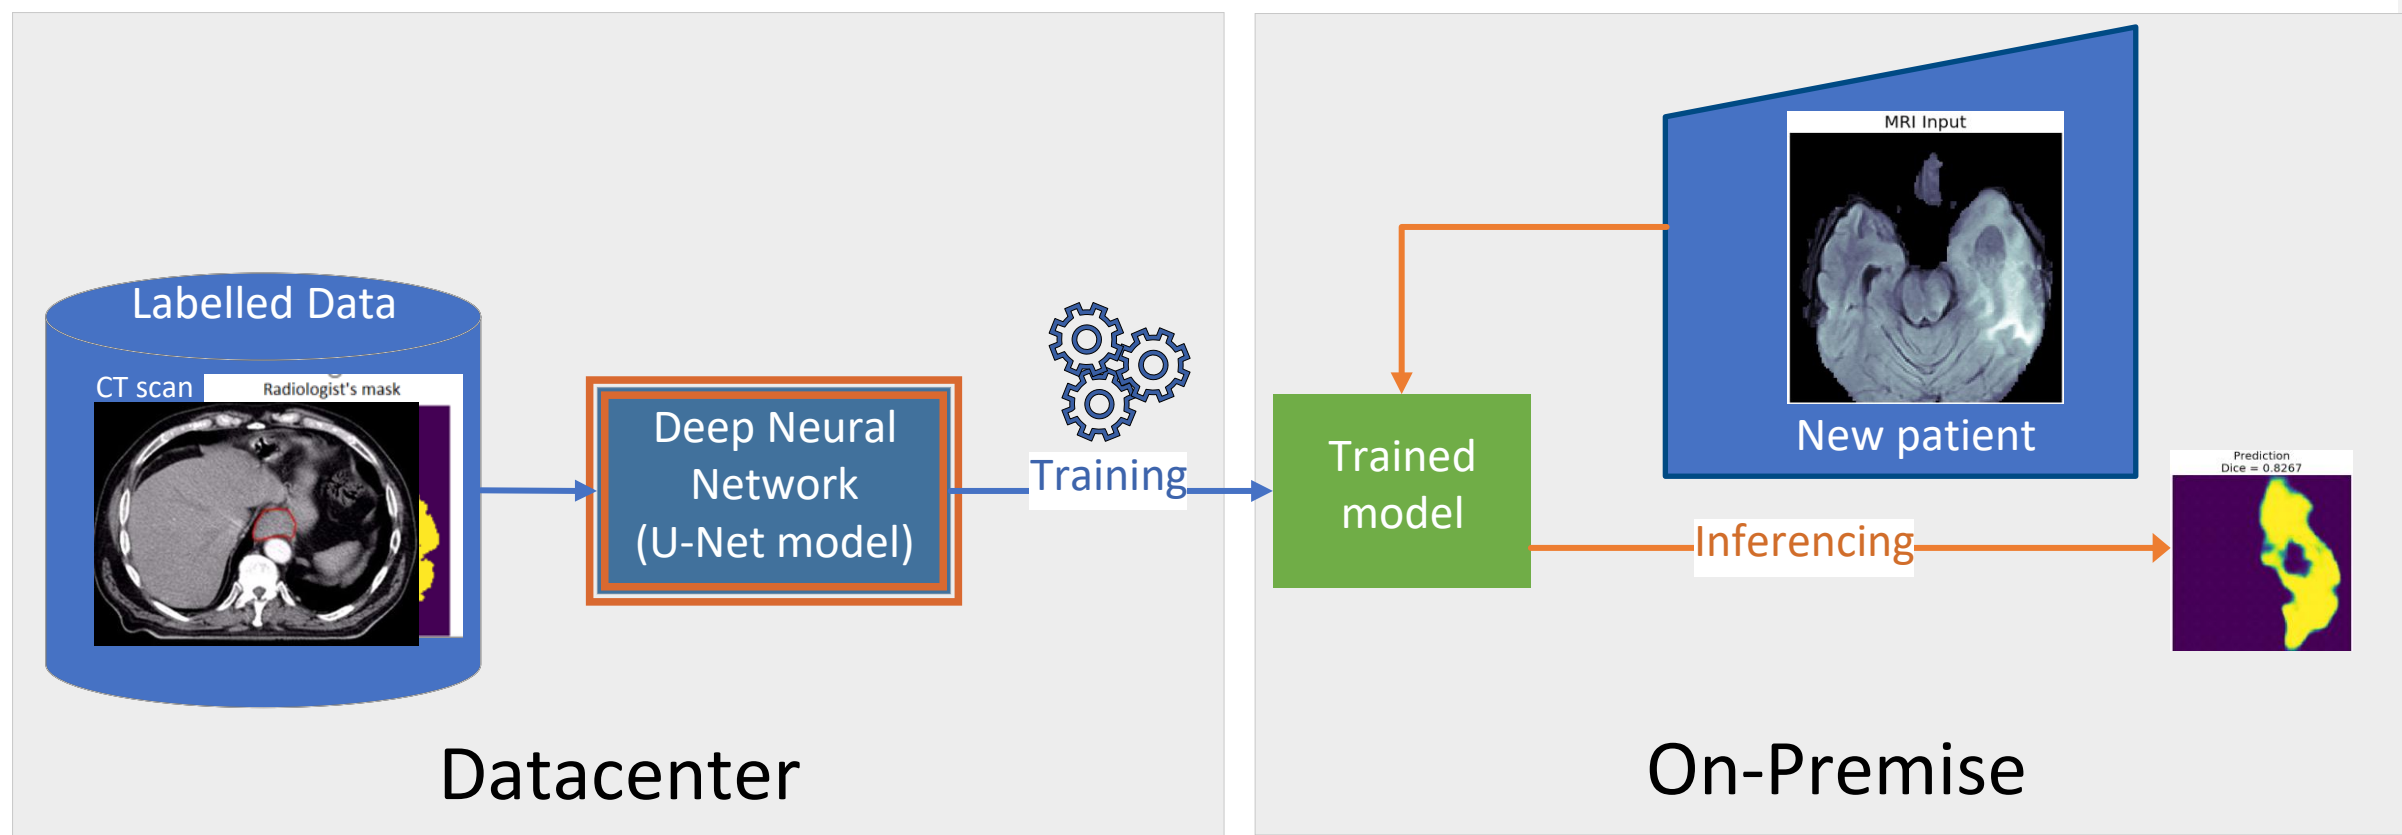 Labelled Data
CT scan
Radiologist's mask
Deep Neural
Network
(U-Net model)
Training
Datacenter
MRI Input
New patient
Trained
model
Inferencing
Prediction
Dice = 0.8267
On-Premise